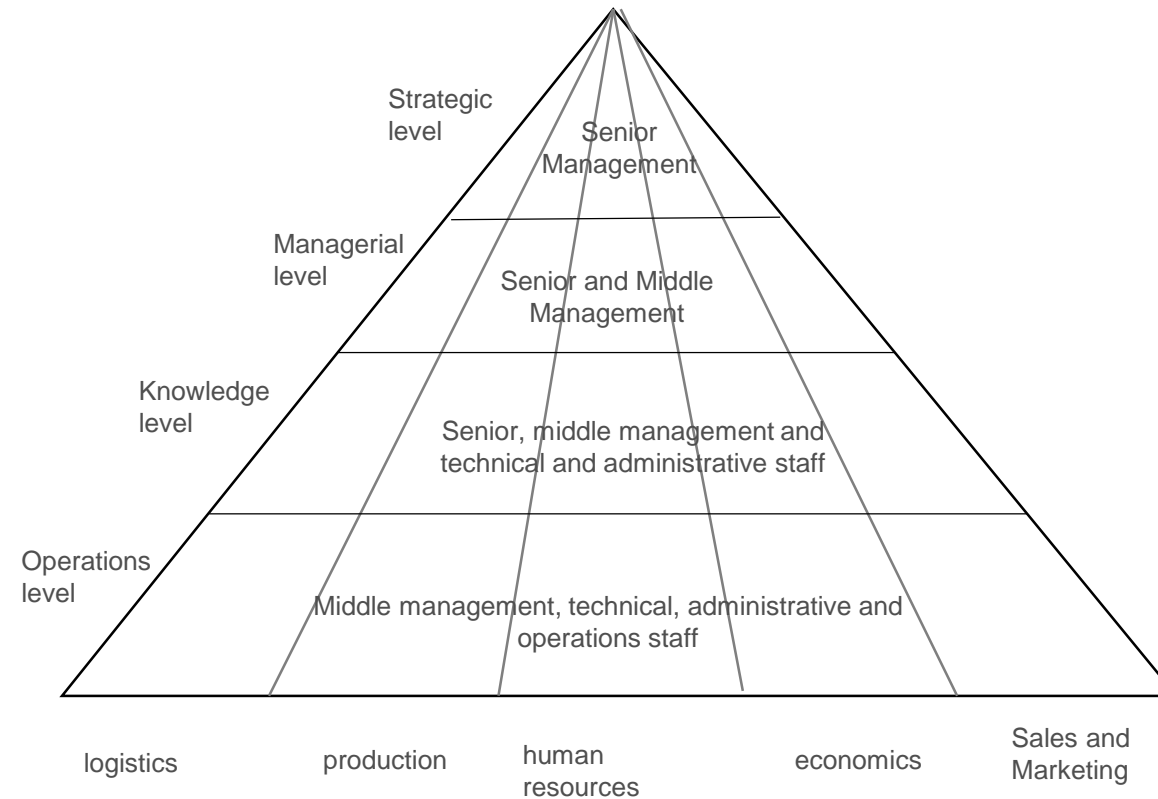 Strategic
level
Senior
Management
Managerial
level
Senior and Middle
Management
Knowledge
level
Senior, middle management and
technical and administrative staff
Operations
level
Middle management, technical, administrative and
operations staff
logistics
production
human
resources
economics
Sales and
Marketing